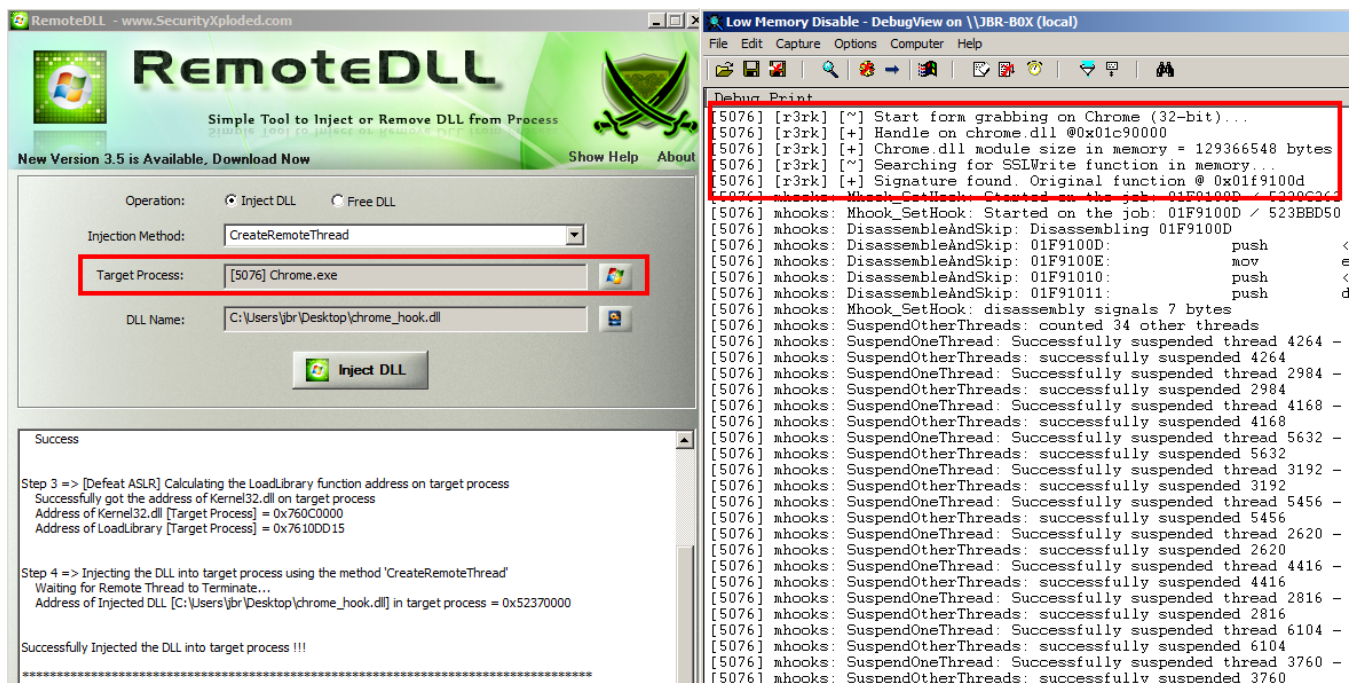 RemoteDLL - www.SecurityXploded.com
RemoteDLL
Simple Tool to Inject or Remove DLL from Process
New Version 3.5 is Available, Download Now
Show Help About
Operation: Inject DLL Free DLL
Injection Method: CreateRemoteThread
Target Process: [5076] Chrome.exe
DLL Name: C:\Users\jbr\Desktop\chrome_hook.dll
Inject DLL
Success
Step 3 => [Defeat ASLR] Calculating the LoadLibrary function address on target process
Successfully got the address of Kernel32.dll on target process
Address of Kernel32.dll [Target Process] = 0x760C0000
Address of LoadLibrary [Target Process] = 0x7610DD15
Step 4 => Injecting the DLL into target process using the method 'CreateRemoteThread'
Waiting for Remote Thread to Terminate...
Address of Injected DLL [C:\Users\jbr\Desktop\chrome_hook.dll] in target process = 0x52370000
Successfully Injected the DLL into target process !!!
Low Memory Disable - DebugView on \\JBR-B0X (local)
File Edit Capture Options Computer Help
Debug Print
[5076] [r3rk] [~] Start form grabbing on Chrome (32-bit)...
[5076] [r3rk] [+] Handle on chrome.dll @0x01c90000
[5076] [r3rk] [+] Chrome.dll module size in memory = 129366548 bytes
[5076] [r3rk] [~] Searching for SSLWrite function in memory...
[5076] [r3rk] [+] Signature found. Original function @ 0x01f9100d
[5076] mhooks: Mhook_SetHook: Started on the job: 01F9100D /
[5076] mhooks: Mhook_SetHook: Started on the job: 01F9100D / 523BBD50
[5076] mhooks: DisassembleAndSkip: Disassembling 01F9100D
[5076] mhooks: DisassembleAndSkip: 01F9100D: push <
[5076] mhooks: DisassembleAndSkip: 01F9100E: mov e
[5076] mhooks: DisassembleAndSkip: 01F91010: push <
[5076] mhooks: DisassembleAndSkip: 01F91011: push d
[5076] mhooks: Mhook_SetHook: disassembly signals 7 bytes
[5076] mhooks: SuspendOtherThreads: counted 34 other threads
[5076] mhooks: SuspendOneThread: Successfully suspended thread 4264 -
[5076] mhooks: SuspendOtherThreads: successfully suspended 4264
[5076] mhooks: SuspendOneThread: Successfully suspended thread 2984 -
[5076] mhooks: SuspendOtherThreads: successfully suspended 2984
[5076] mhooks: SuspendOneThread: Successfully suspended thread 4168 -
[5076] mhooks: SuspendOtherThreads: successfully suspended 4168
[5076] mhooks: SuspendOneThread: Successfully suspended thread 5632 -
[5076] mhooks: SuspendOtherThreads: successfully suspended 5632
[5076] mhooks: SuspendOneThread: Successfully suspended thread 3192 -
[5076] mhooks: SuspendOtherThreads: successfully suspended 3192
[5076] mhooks: SuspendOneThread: Successfully suspended thread 5456 -
[5076] mhooks: SuspendOtherThreads: successfully suspended 5456
[5076] mhooks: SuspendOneThread: Successfully suspended thread 2620 -
[5076] mhooks: SuspendOtherThreads: successfully suspended 2620
[5076] mhooks: SuspendOneThread: Successfully suspended thread 4416 -
[5076] mhooks: SuspendOtherThreads: successfully suspended 4416
[5076] mhooks: SuspendOneThread: Successfully suspended thread 2816 -
[5076] mhooks: SuspendOtherThreads: successfully suspended 2816
[5076] mhooks: SuspendOneThread: Successfully suspended thread 6104 -
[5076] mhooks: SuspendOtherThreads: successfully suspended 6104
[5076] mhooks: SuspendOneThread: Successfully suspended thread 3760 -
[5076] mhooks: SuspendOtherThreads: successfully suspended 3760